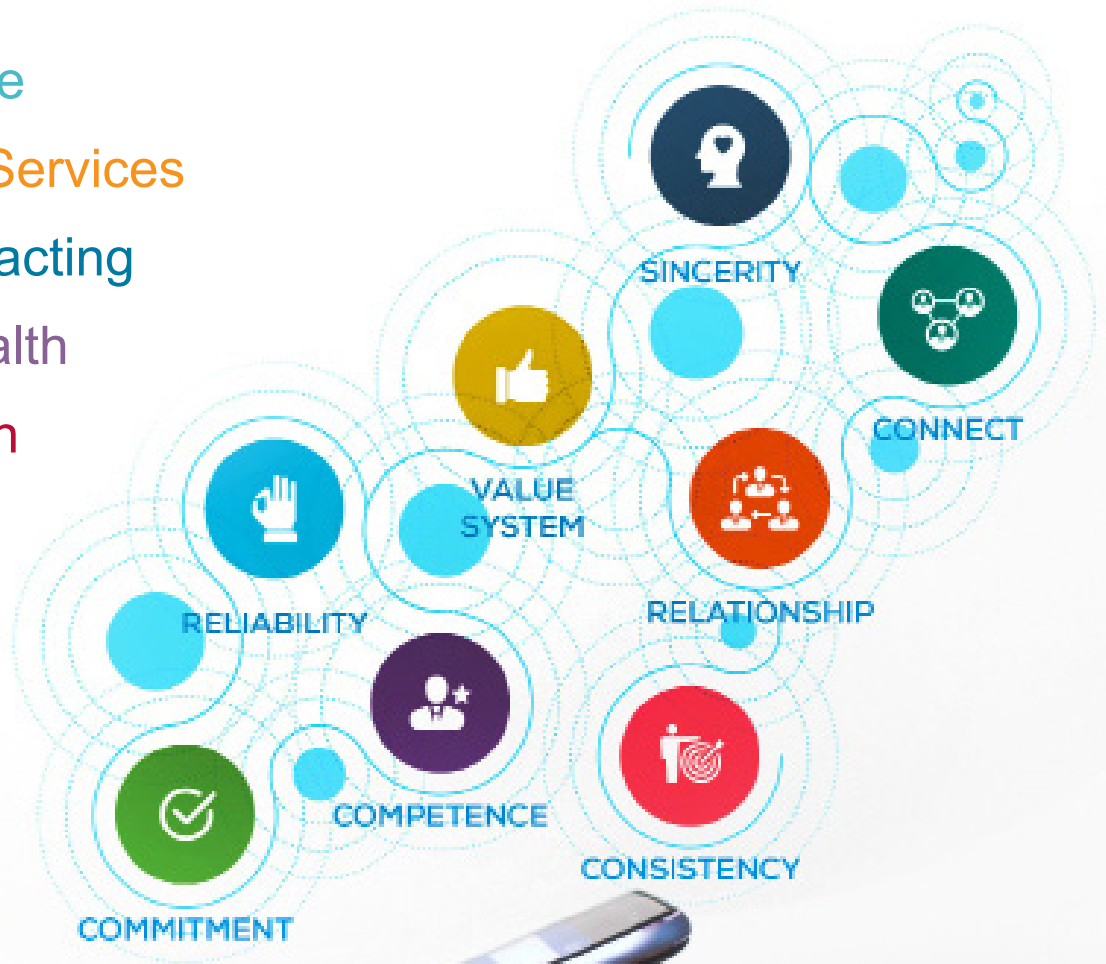 e
Services
acting
alth
n
SINCERITY
CONNECT
VALUE
SYSTEM
RELATIONSHIP
RELIABILITY
COMPETENCE
CONSISTENCY
COMMITMENT